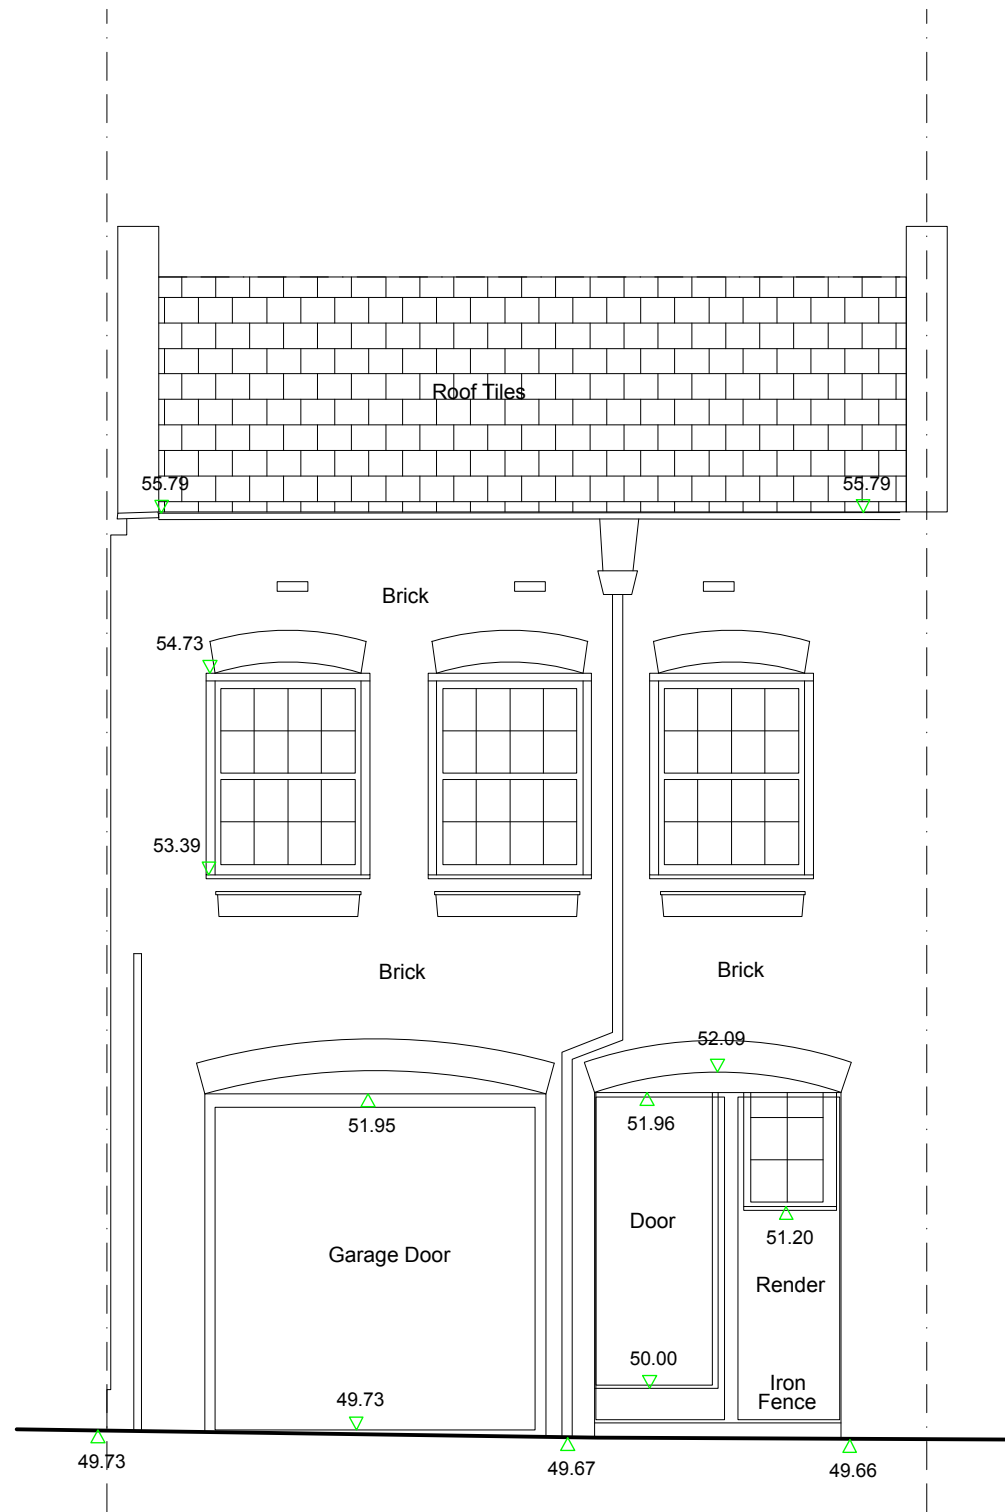 Roof Tiles
55.79
55.79
Brick
54.73
53.39
Brick
Brick
52.09
51.95
51.96
Door
51.20
Garage Door
Render
50.00
Iron
Fence
49.73
49.73
49.67
49.66